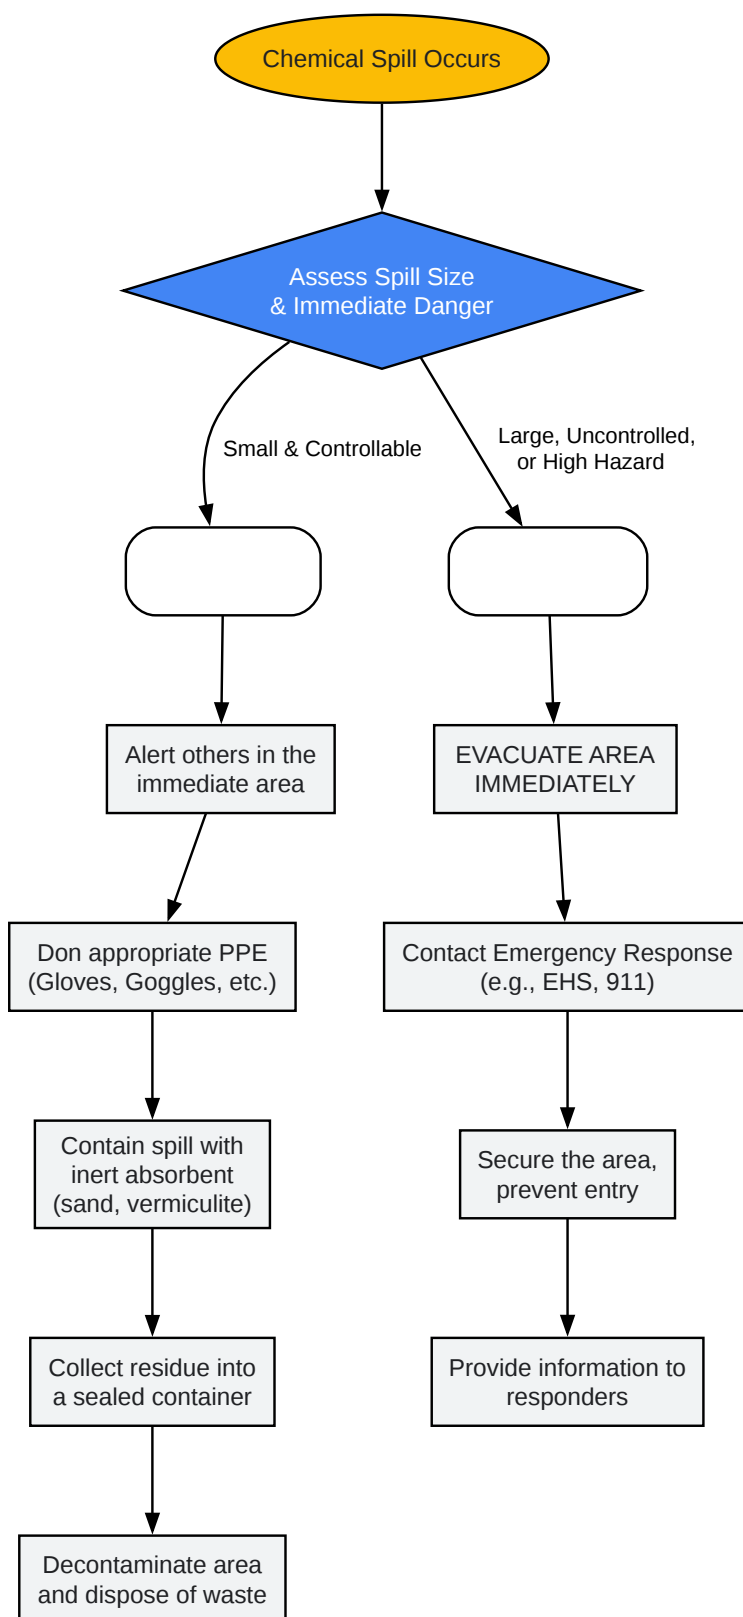 Chemical Spill Occurs
Assess Spill Size
& Immediate Danger
Small & Controllable
Large, Uncontrolled,
or High Hazard
Alert others in the
immediate area
EVACUATE AREA
IMMEDIATELY
Don appropriate PPE
(Gloves, Goggles, etc.)
Contact Emergency Response
(e.g., EHS, 911)
Contain spill with
inert absorbent
(sand, vermiculite)
Secure the area,
prevent entry
Collect residue into
a sealed container
Provide information to
responders
Decontaminate area
and dispose of waste